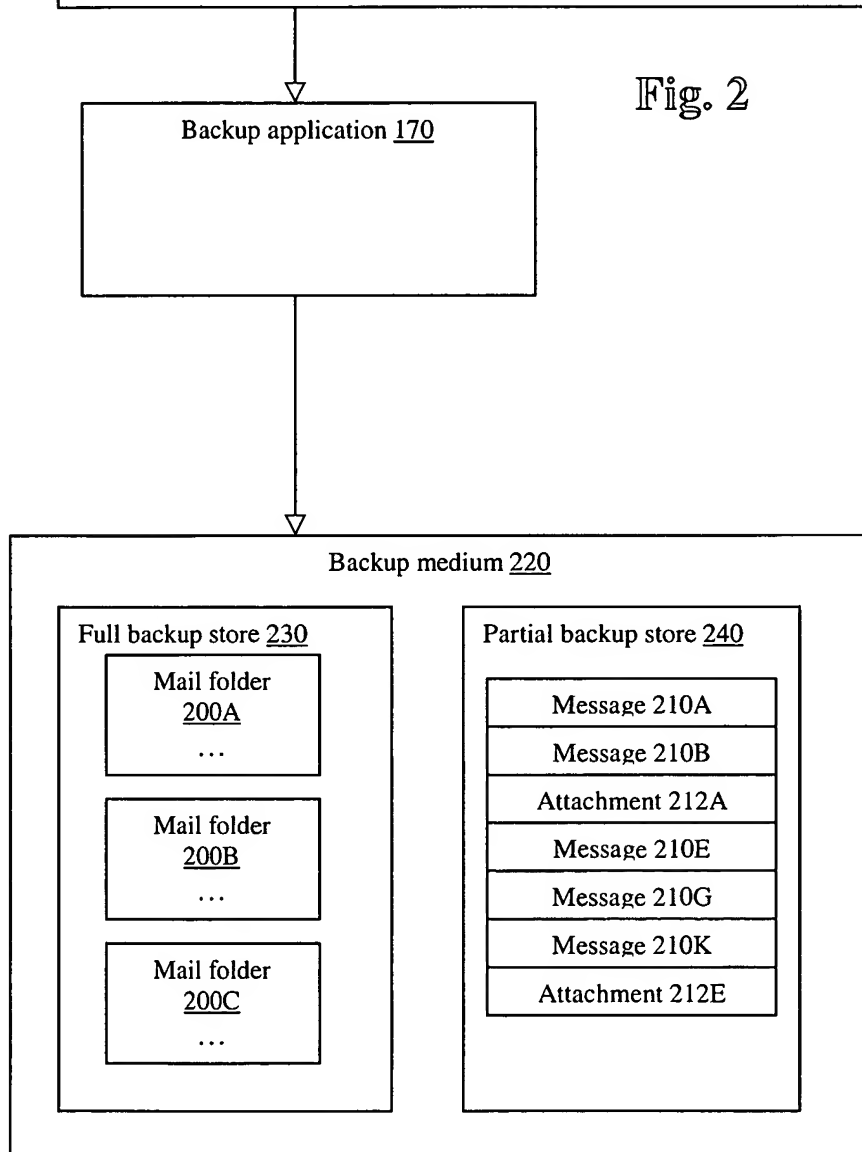 Fig. 2
Backup application 170
Backup medium 220
Full backup store 230
Mail folder
200A
...
Mail folder
200B
...
Mail folder
200C
...
Partial backup store 240
Message 210A
Message 210B
Attachment 212A
Message 210E
Message 210G
Message 210K
Attachment 212E